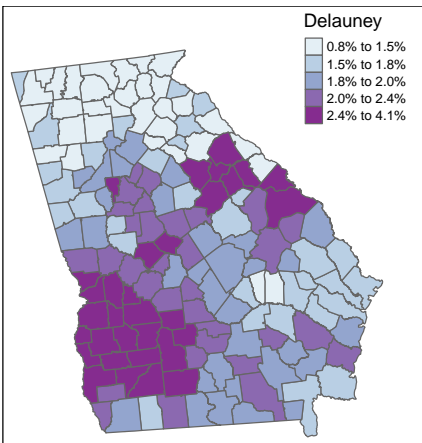 Delauney
0.8% to 1.5%
1.5% to 1.8%
1.8% to 2.0%
2.0% to 2.4%
2.4% to 4.1%